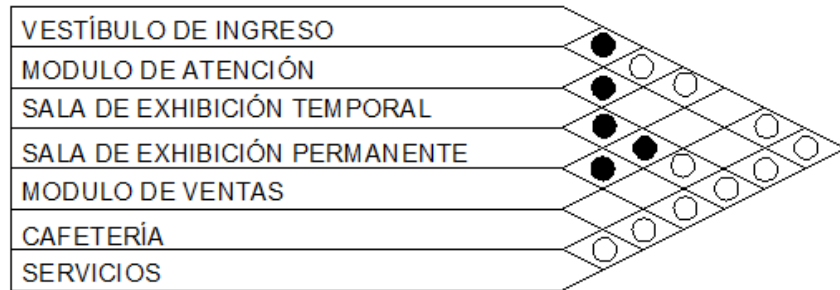 VESTÍBULO DE INGRESO
MODULO DE ATENCIÓN
SALA DE EXHIBICIÓN TEMPORAL
SALA DE EXHIBICIÓN PERMANENTE
MODULO DE VENTAS
CAFETERÍA
SERVICIOS